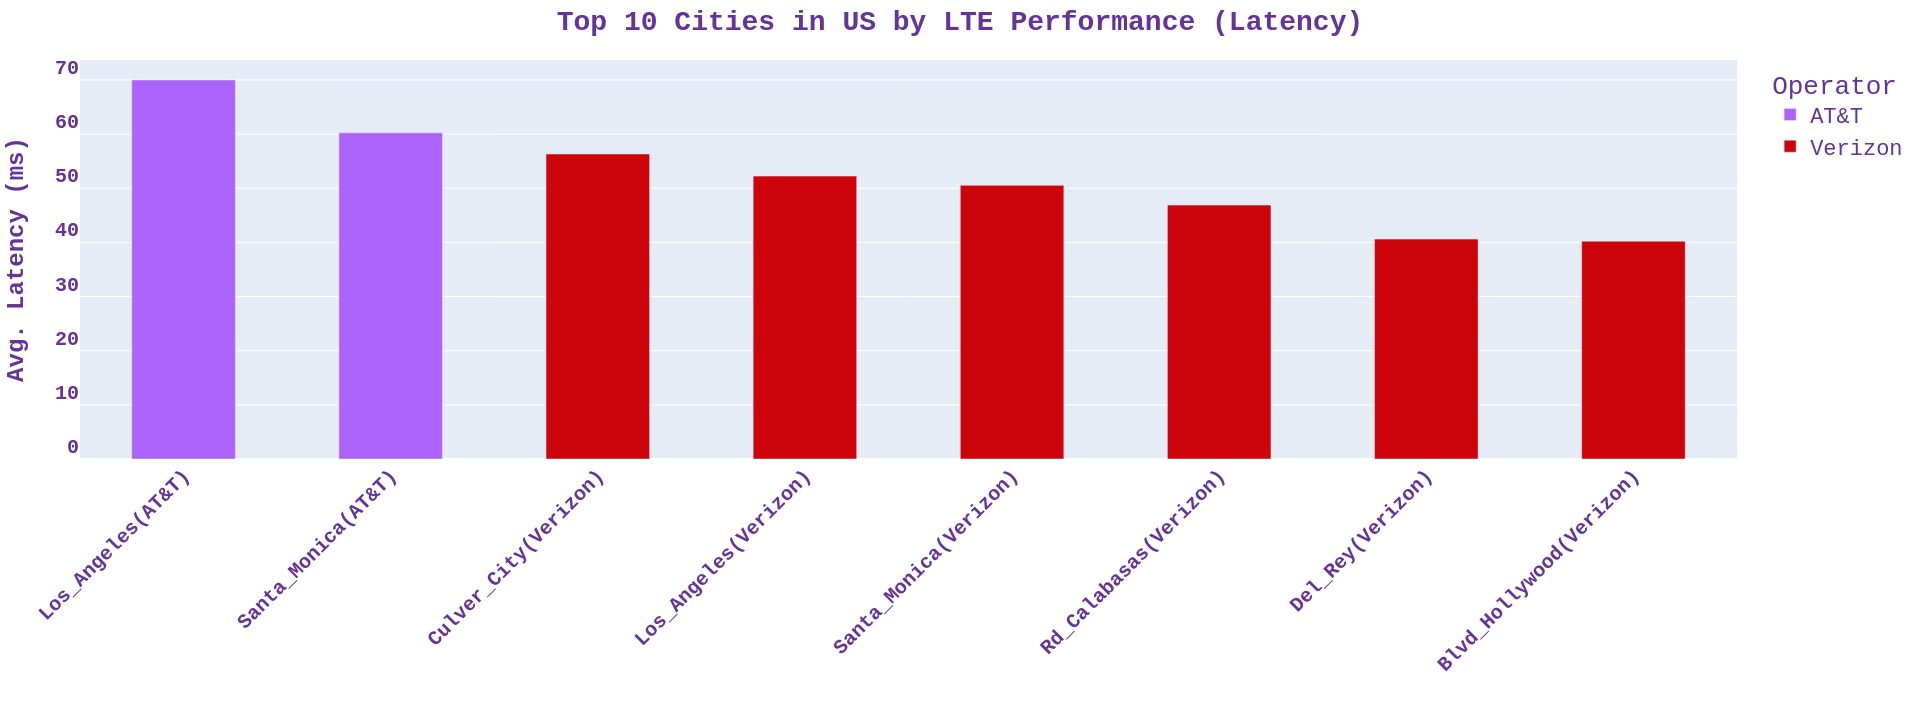 Top 10 Cities in US by LTE Performance (Latency)
Avg. Latency (ms)
70
60
50
40
30
20
10
0
Los_Angeles(AT&T)
Santa_Monica(AT&T)
Culver_City(Verizon)
Los_Angeles(Verizon)
Santa_Monica(Verizon)
Rd_Calabasas(Verizon)
Del_Rey(Verizon)
Blvd_Hollywood(Verizon)
Operator
AT&T
Verizon